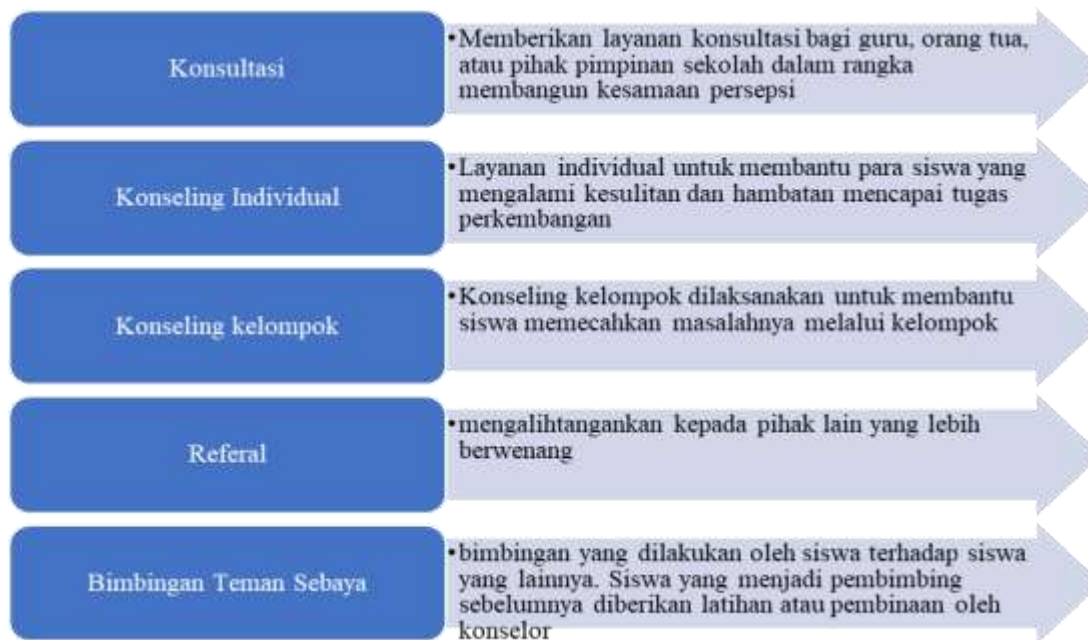 Konsultasi
•Memberikan layanan konsultasi bagi guru, orang tua,
atau pihak pimpinan sekolah dalam rangka
membangun kesamaan persepsi
Konseling Individual
•Layanan individual untuk membantu para siswa yang
mengalami kesulitan dan hambatan mencapai tugas
perkembangan
Konseling kelompok
•Konseling kelompok dilaksanakan untuk membantu
siswa memecahkan masalahnya melalui kelompok
Referal
•mengalihtangankan kepada pihak lain yang lebih
berwenang
Bimbingan Teman Sebaya
•bimbingan yang dilakukan oleh siswa terhadap siswa
yang lainnya. Siswa yang menjadi pembimbing
sebelumnya diberikan latihan atau pembinaan oleh
konselor